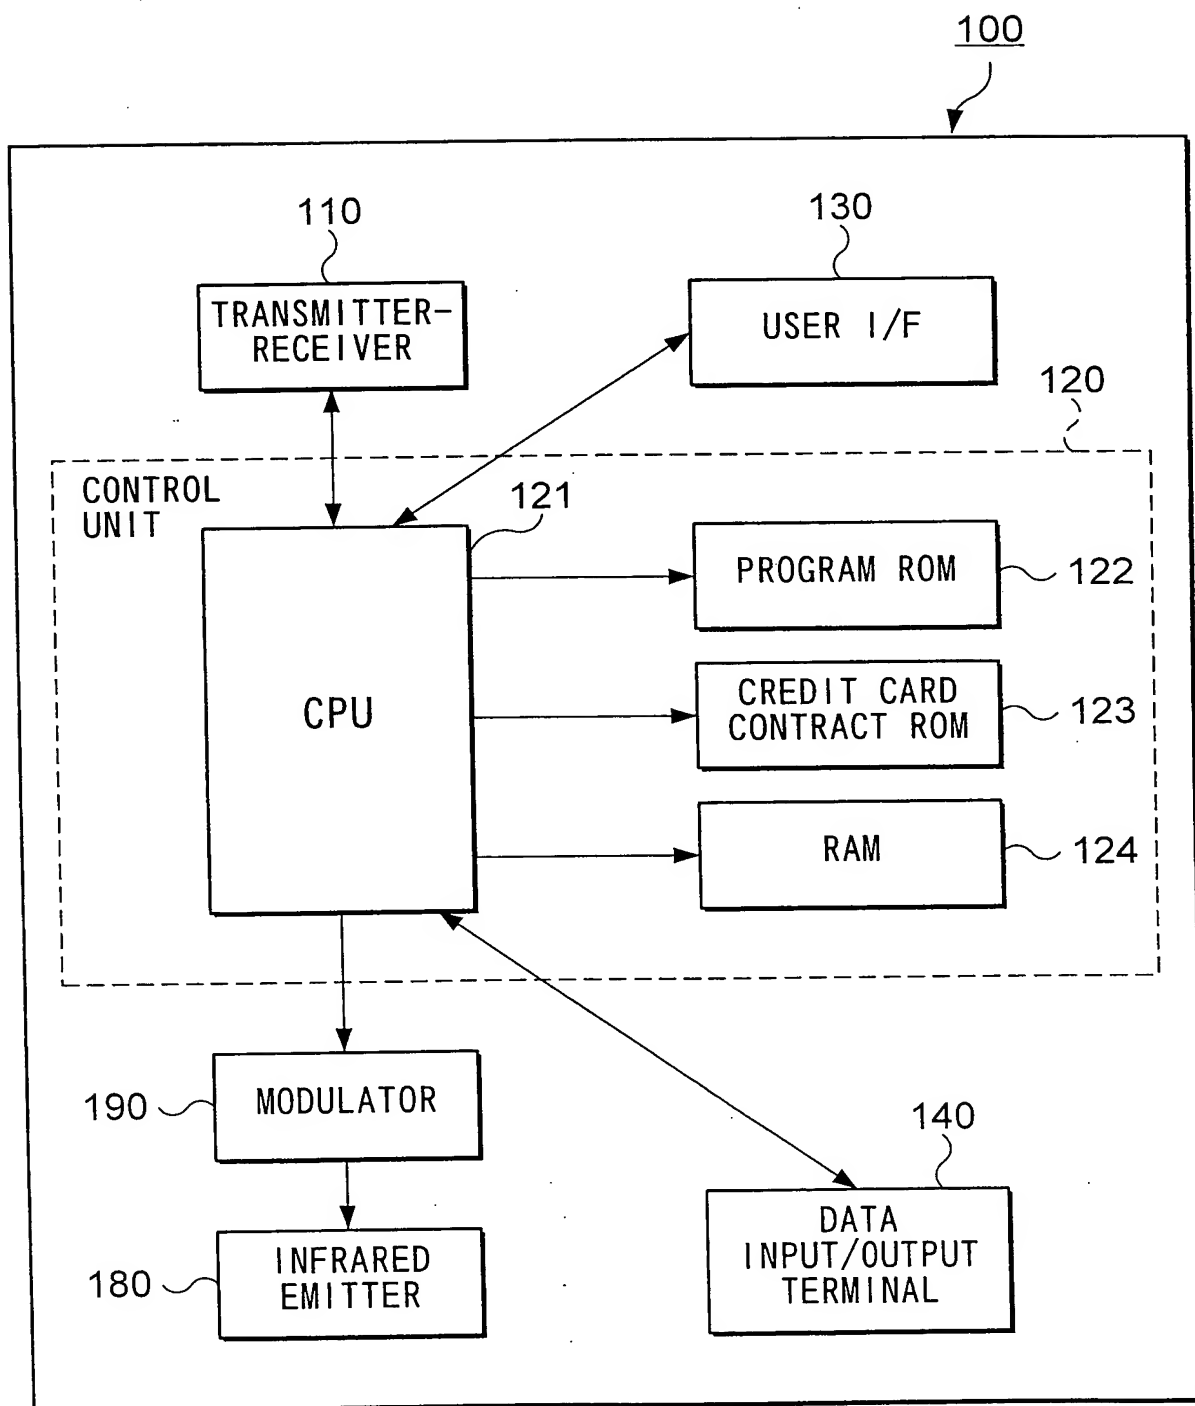 100
110
130
TRANSMITTER-
RECEIVER
USER I/F
120
CONTROL
UNIT
121
PROGRAM ROM
122
CPU
CREDIT CARD
CONTRACT ROM
123
RAM
124
190
MODULATOR
140
DATA
INPUT/OUTPUT
TERMINAL
180
INFRARED
EMITTER